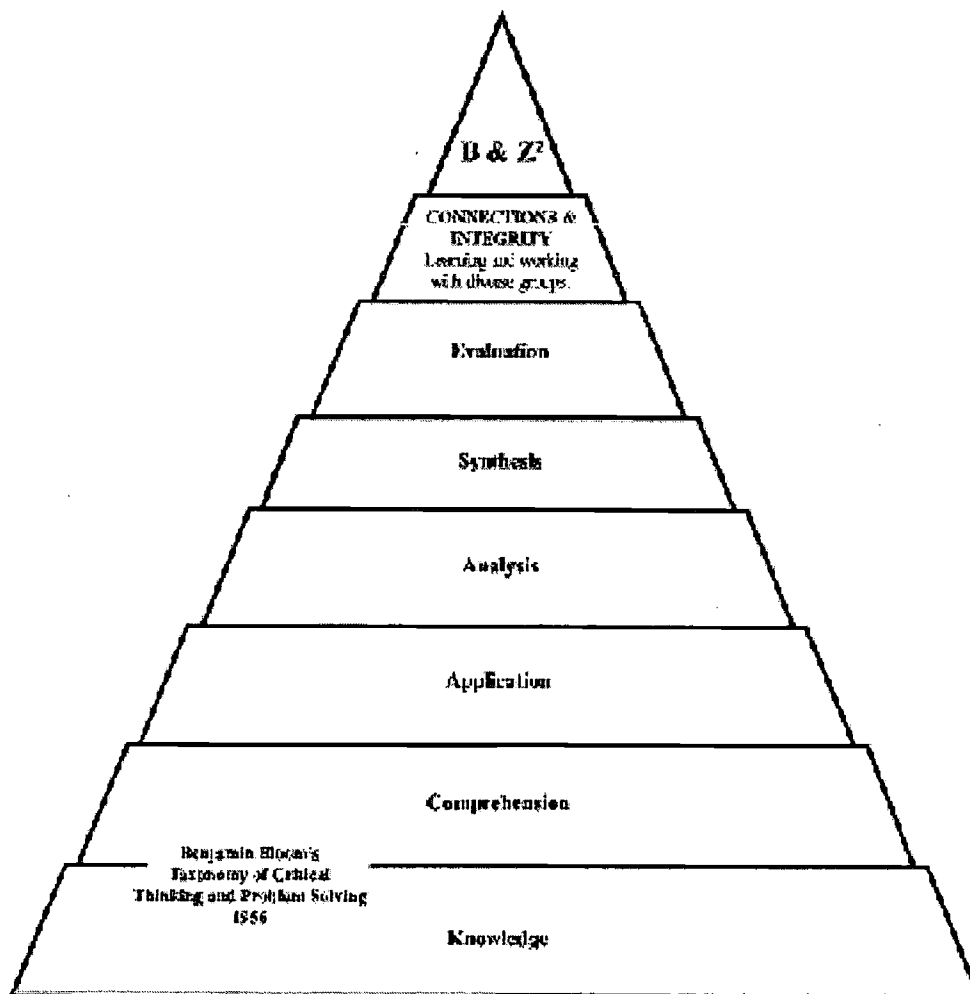 B & Z²
CONNECTIONS &
INTEGRITY
Learning and working
with diverse groups.
Evaluation
Synthesis
Analysis
Application
Comprehension
Benjamin Bloom's
Taxonomy of Critical
Thinking and Problem Solving
1956
Knowledge